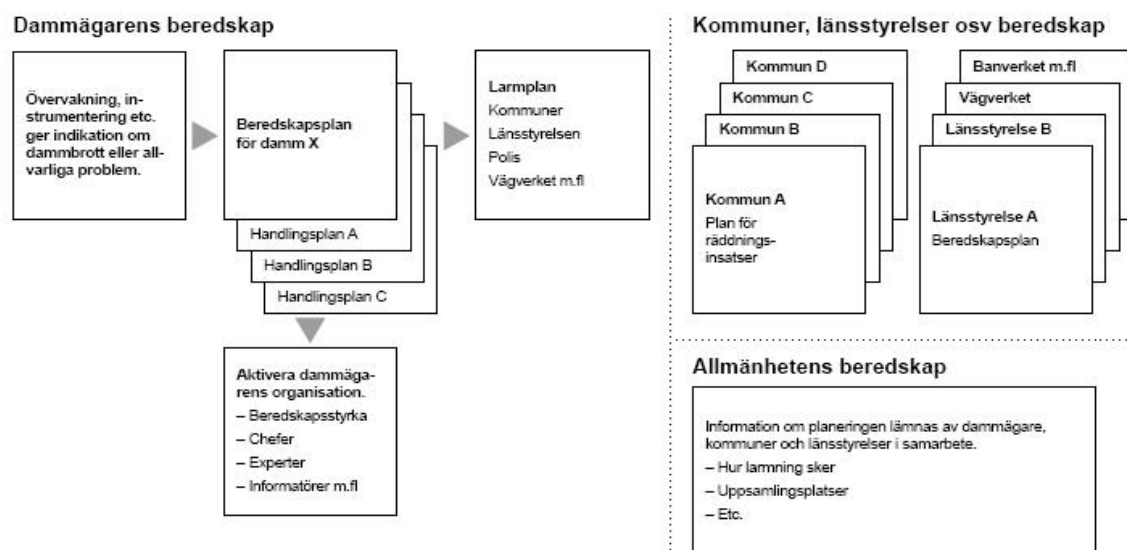 Dammägarens beredskap
Övervakning, in-
strumentering etc.
ger indikation om
dammbrott eller all-
varliga problem.
Beredskapsplan
för damm X
Handlingsplan A
Handlingsplan B
Handlingsplan C
Larmplan
Kommuner
Länsstyrelsen
Polis
Vägverket m.fl
Aktivera dammäga-
rens organisation.
– Beredskapsstyrka
– Chefer
– Experter
– Informatörer m.fl
Kommuner, länsstyrelser osv beredskap
Kommun D
Kommun C
Kommun B
Kommun A
Plan för
räddnings-
insatser
Banverket m.fl
Vägverket
Länsstyrelse B
Länsstyrelse A
Beredskapsplan
Allmänhetens beredskap
Information om planeringen lämnas av dammägare,
kommuner och länsstyrelser i samarbete.
– Hur larmning sker
– Uppsamlingsplatser
– Etc.